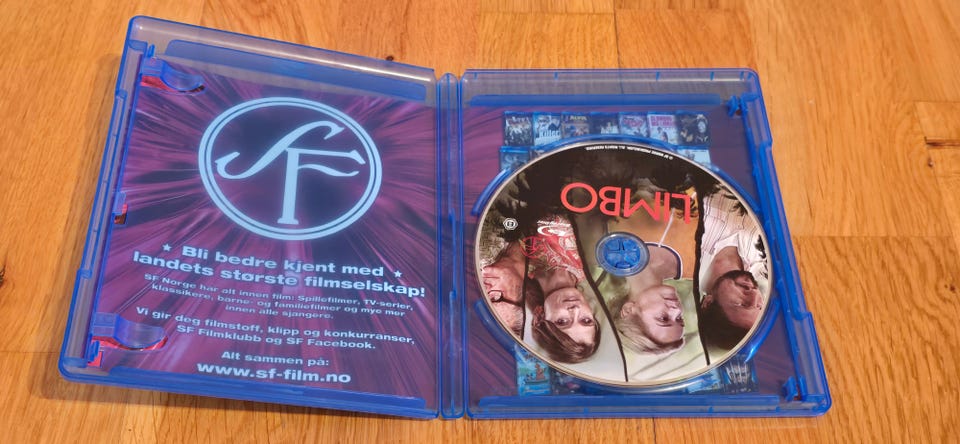 SF
★ Bli bedre kjent med ★
landets største filmselskap!
SF Norge har alt innen film: Spillefilmer, TV-serier,
klassikere, barne- og familiefilmer og mye mer
innen alle sjangere.
Vi gir deg filmstoff, klipp og konkurranser,
SF Filmklubb og SF Facebook.
Alt sammen på:
www.sf-film.no
LIMBO